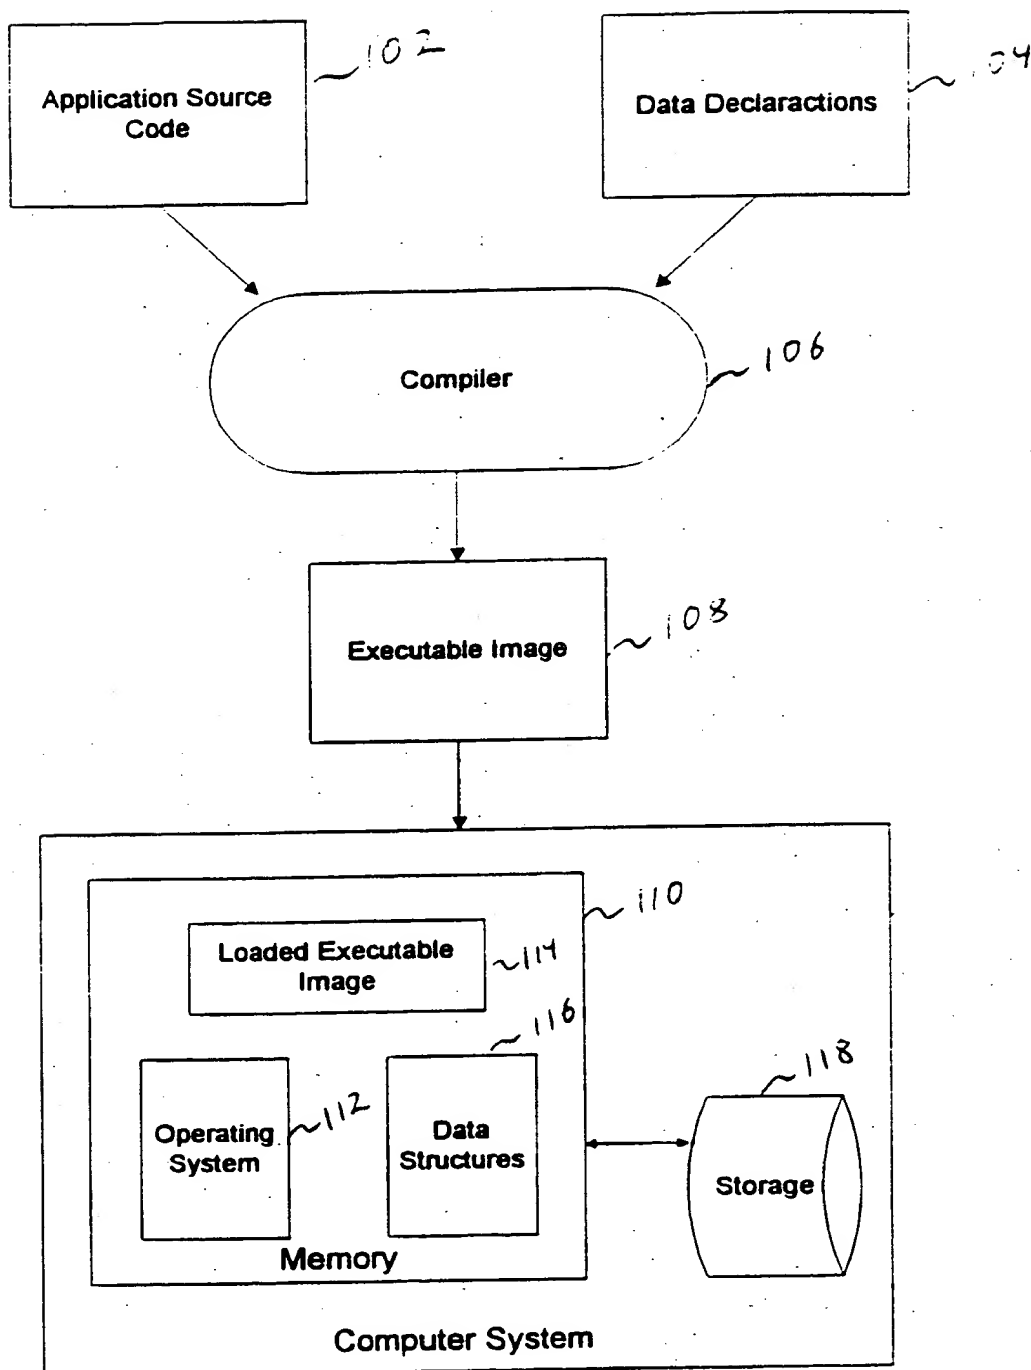 102
104
Application Source
Code
Data Declaractions
106
Compiler
108
Executable Image
110
Loaded Executable
Image
114
116
118
Operating
System
112
Data
Structures
Storage
Memory
Computer System